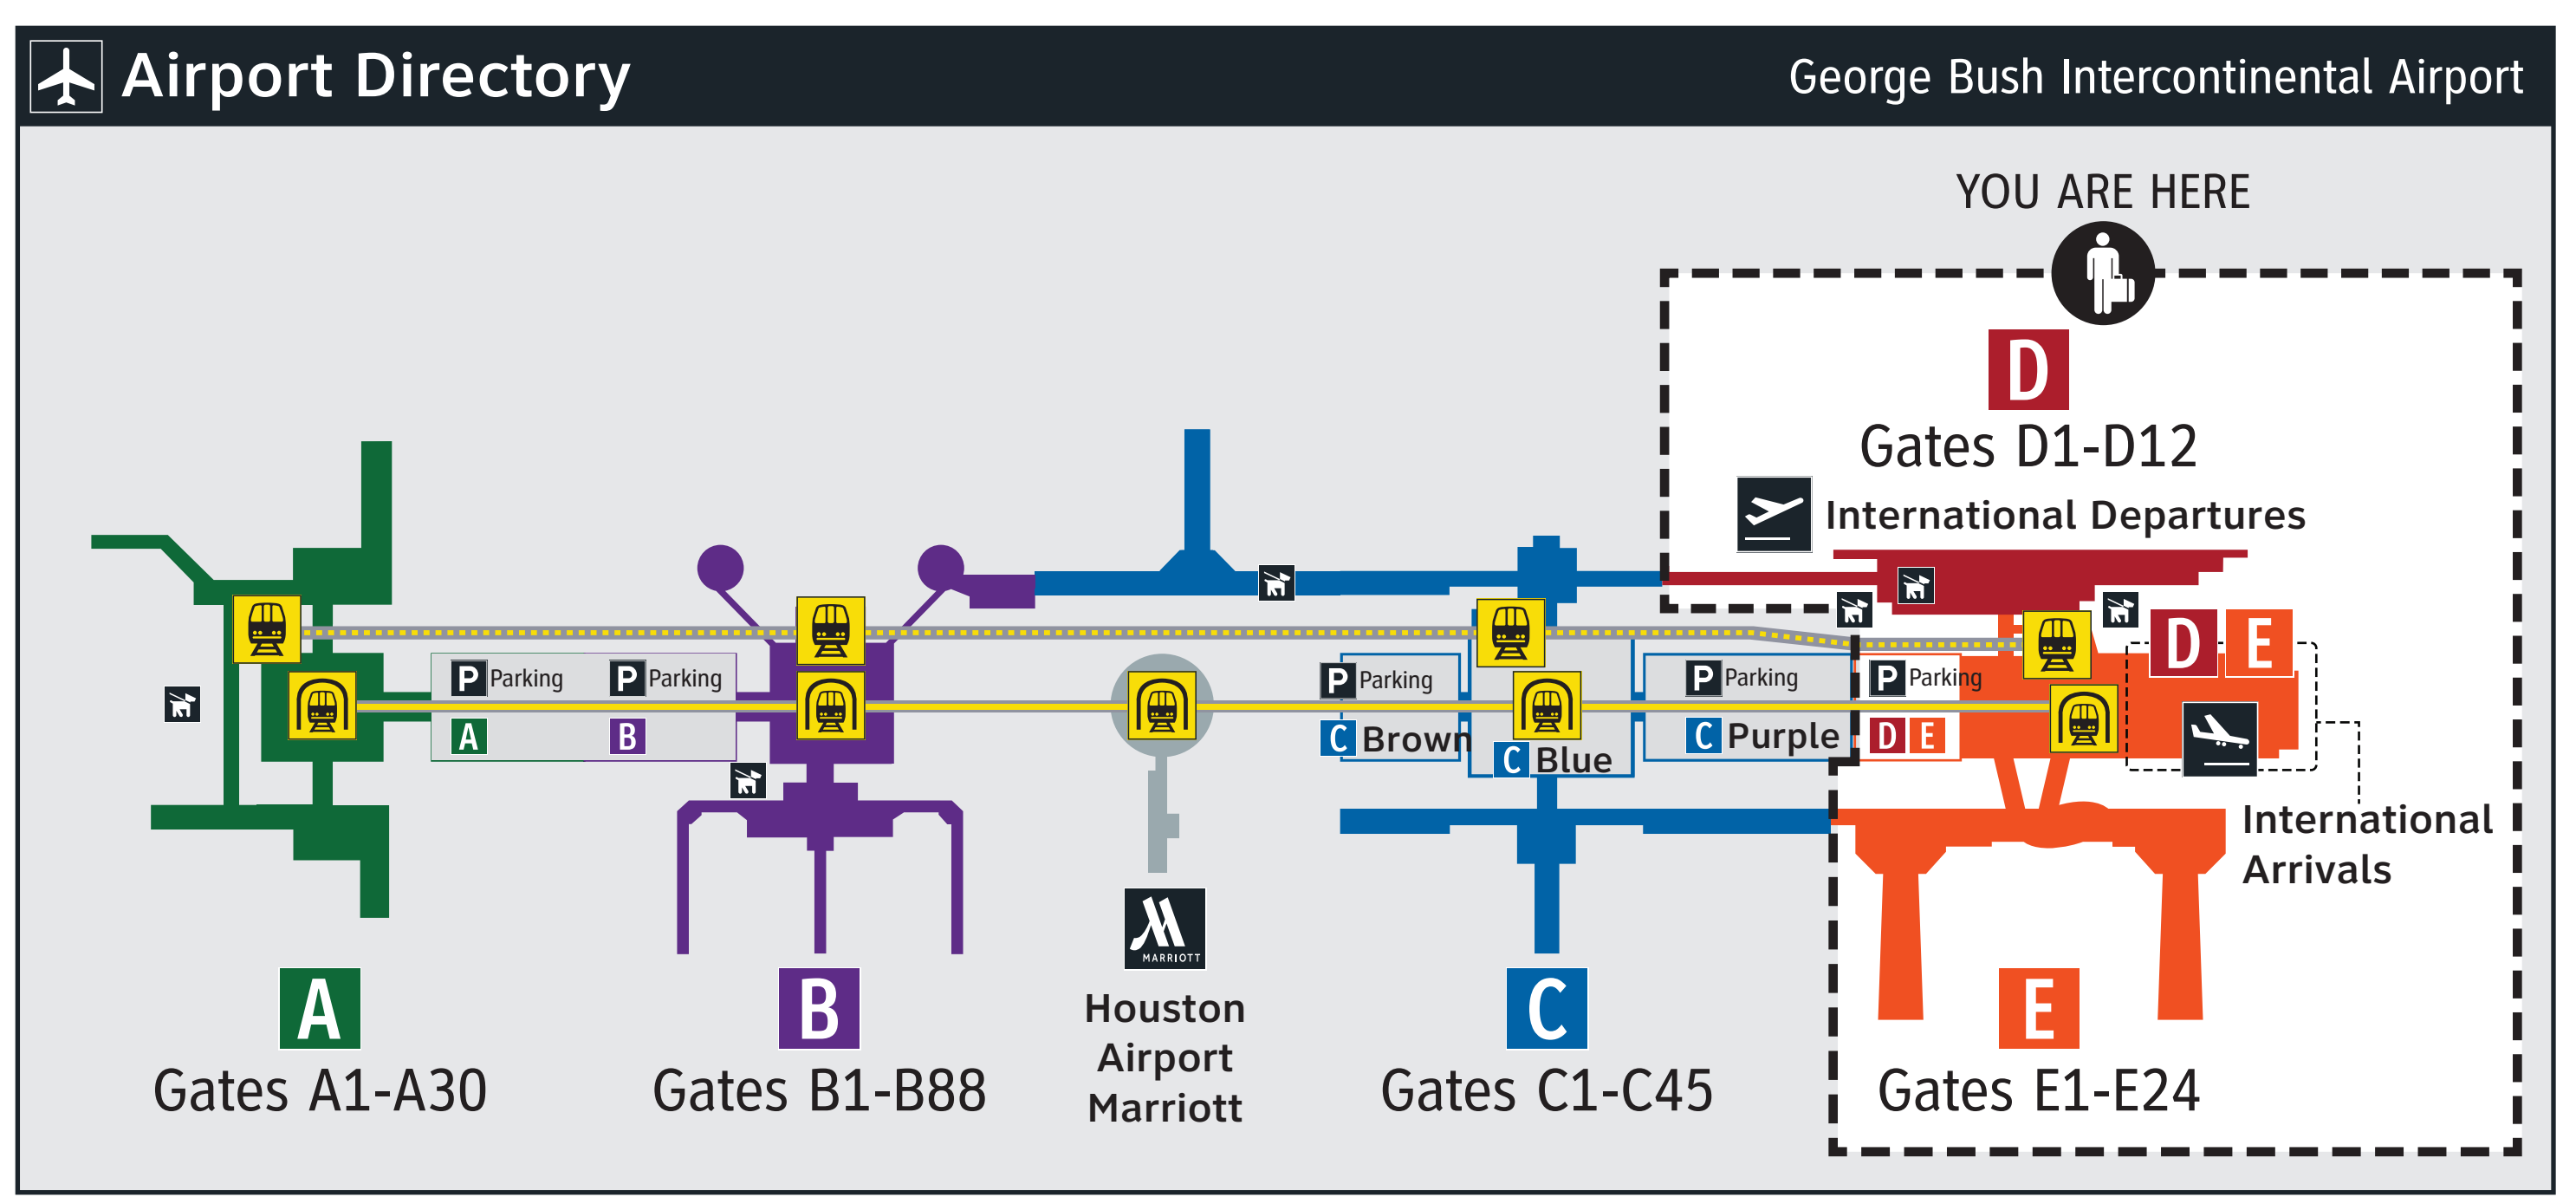 Airport Directory
George Bush Intercontinental Airport
YOU ARE HERE
D
Gates D1-D12
International Departures
D E
P Parking
P Parking
P Parking
P Parking
P Parking
A
B
C Brown
C Blue
C Purple
D E
International
Arrivals
MARRIOTT
Houston
Airport
Marriott
A
Gates A1-A30
B
Gates B1-B88
C
Gates C1-C45
E
Gates E1-E24